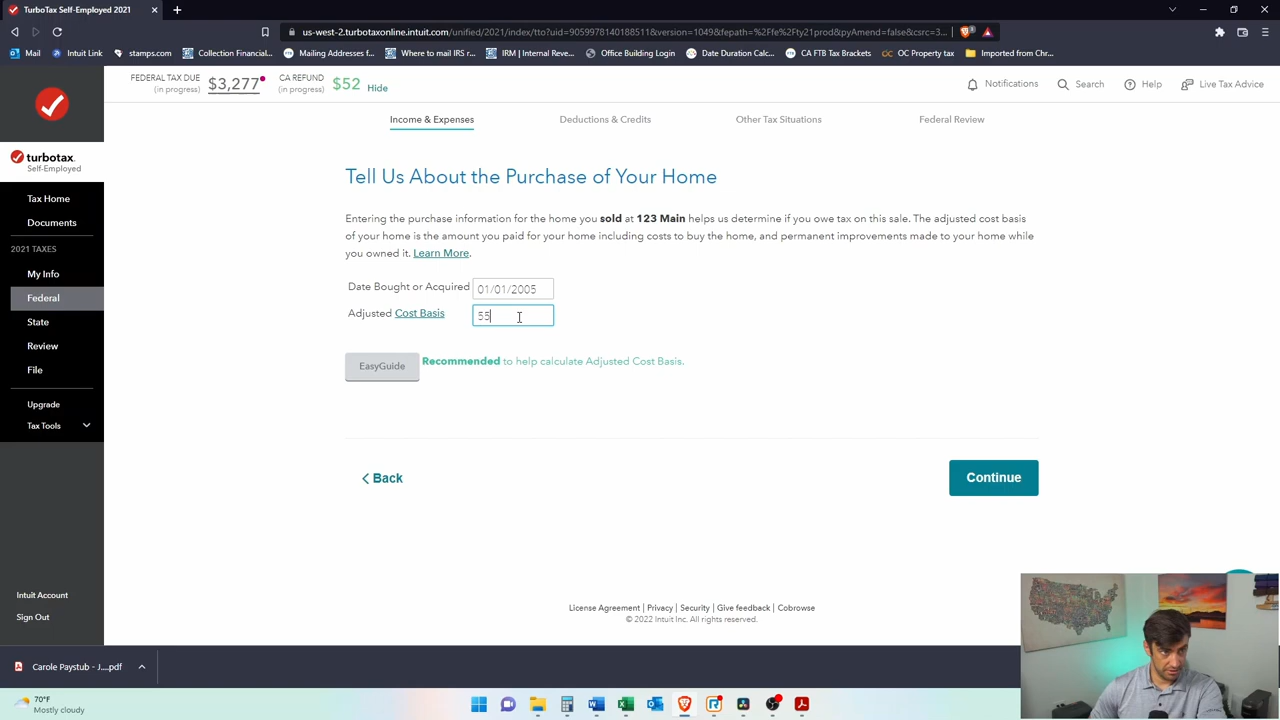 TurboTax Self-Employed 2021
us-west-2.turbotaxonline.intuit.com/unified/2021/index/tto?uid=9059978140188511&version=1049&fepath=%2Ffe%2Fty21prod&pyAmend=false&csrc=3...
Mail
Intuit Link
stamps.com
Collection Financial...
Mailing Addresses f...
Where to mail IRS r...
IRM | Internal Reven...
Office Building Login
Date Duration Calc...
CA FTB Tax Brackets
OC Property tax
Imported from Chr...
FEDERAL TAX DUE
(in progress)
$3,277
CA REFUND
(in progress)
$52
Hide
Notifications
Search
Help
Live Tax Advice
turbotax.
Self-Employed
Tax Home
Documents
2021 TAXES
My Info
Federal
State
Review
File
Upgrade
Tax Tools
Intuit Account
Sign Out
Income & Expenses
Deductions & Credits
Other Tax Situations
Federal Review
Tell Us About the Purchase of Your Home
Entering the purchase information for the home you sold at 123 Main helps us determine if you owe tax on this sale. The adjusted cost basis
of your home is the amount you paid for your home including costs to buy the home, and permanent improvements made to your home while
you owned it. Learn More.
Date Bought or Acquired 01/01/2005
Adjusted Cost Basis 55
EasyGuide Recommended to help calculate Adjusted Cost Basis.
Back
Continue
License Agreement | Privacy | Security | Give feedback | Cobrowse
© 2022 Intuit Inc. All rights reserved.
Carole Paystub - J....pdf
70°F
Mostly cloudy